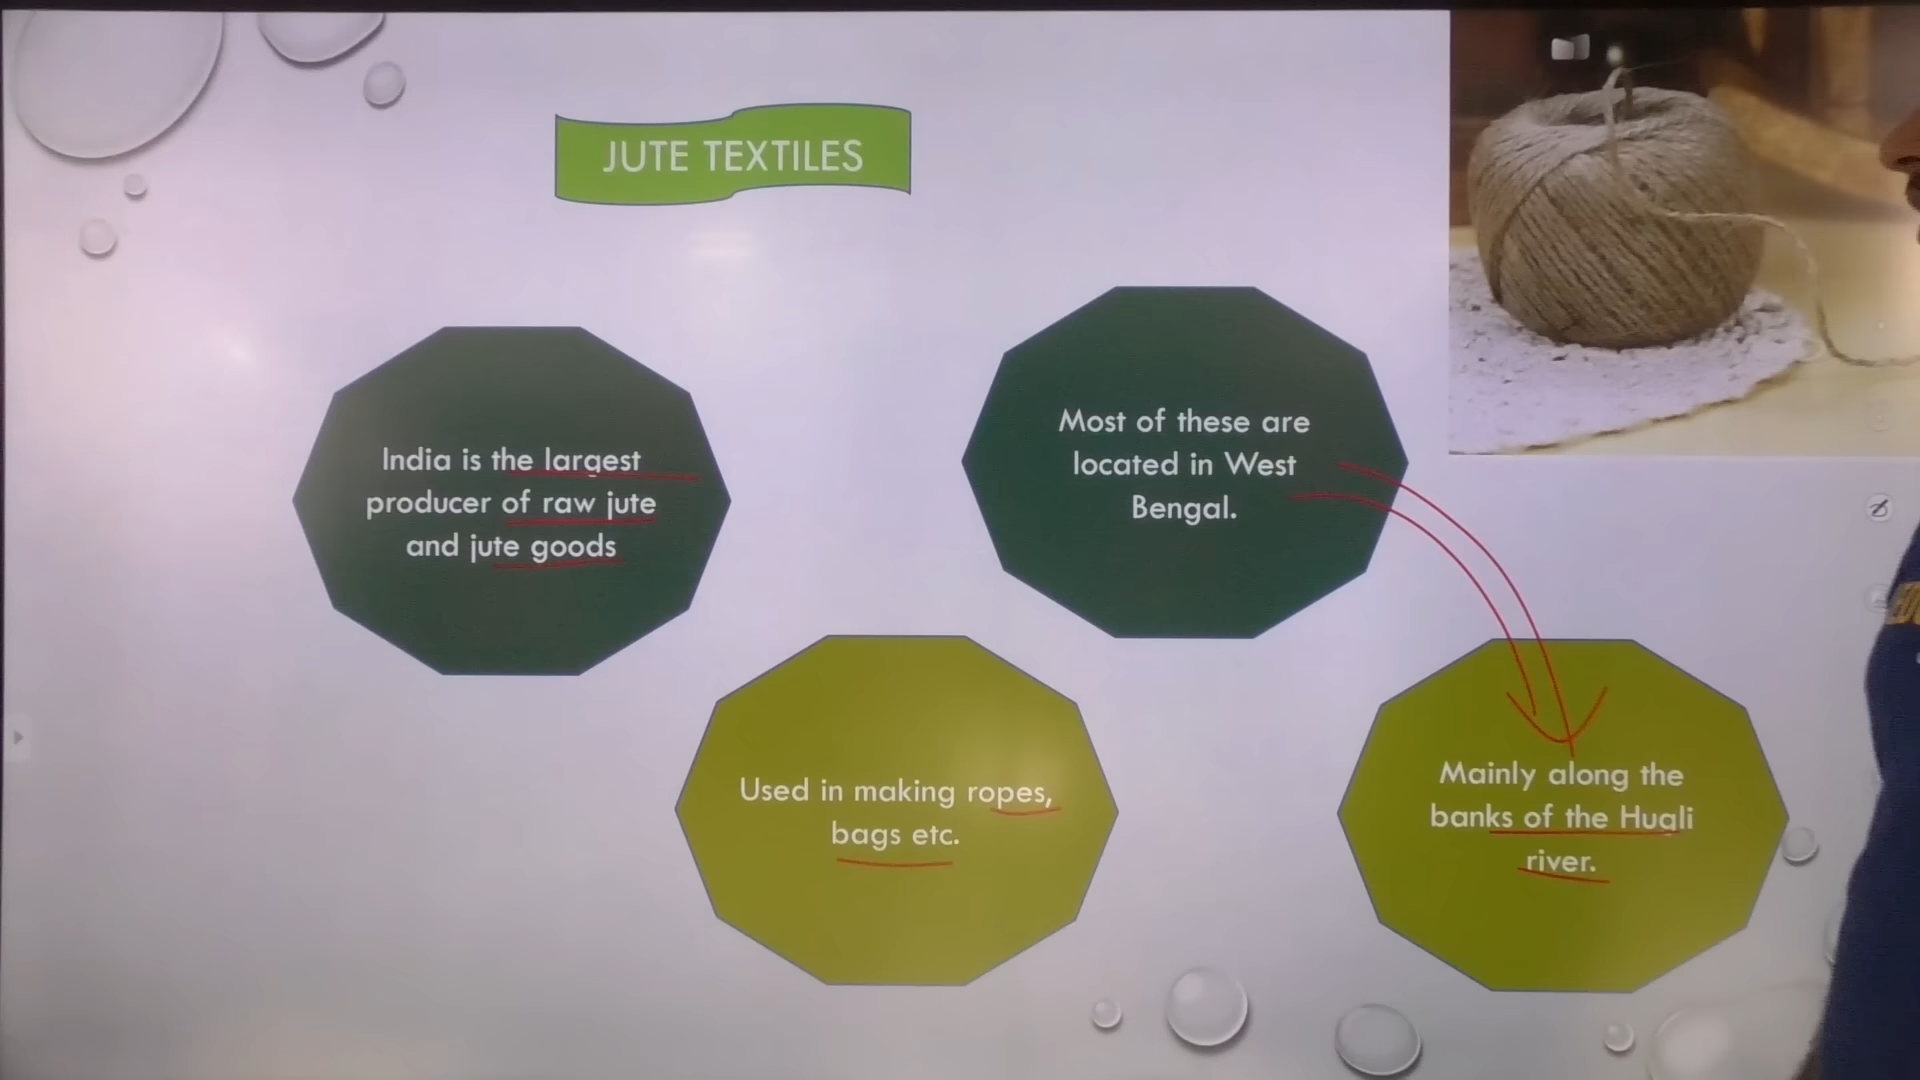 JUTE TEXTILES
India is the largest
producer of raw jute
and jute goods
Most of these are
located in West
Bengal.
Used in making ropes,
bags etc.
Mainly along the
banks of the Hugli
river.